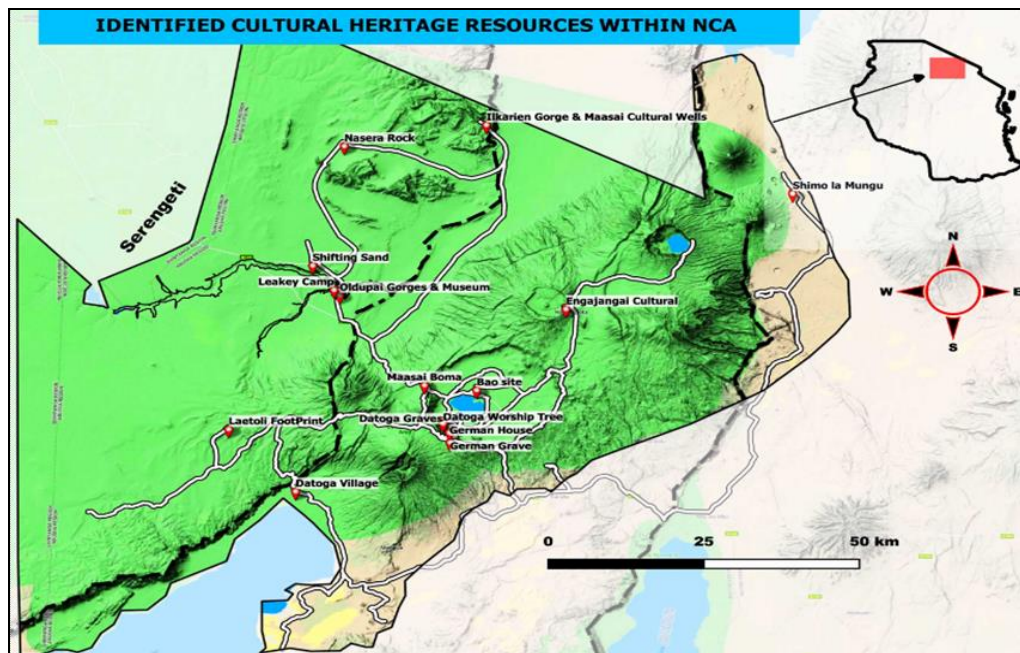 IDENTIFIED CULTURAL HERITAGE RESOURCES WITHIN NCA
Ilkarien Gorge & Maasai Cultural Wells
Nasera Rock
Shimo la Mungu
Serengeti
N
W
E
S
Shifting Sand
Leakey Camp
Oldupai Gorges & Museum
Engajangai Cultural
Maasai Boma
Bao site
Datoga Graves
Datoga Worship Tree
Laetoli FootPrint
German House
German Grave
Datoga Village
0
25
50 km